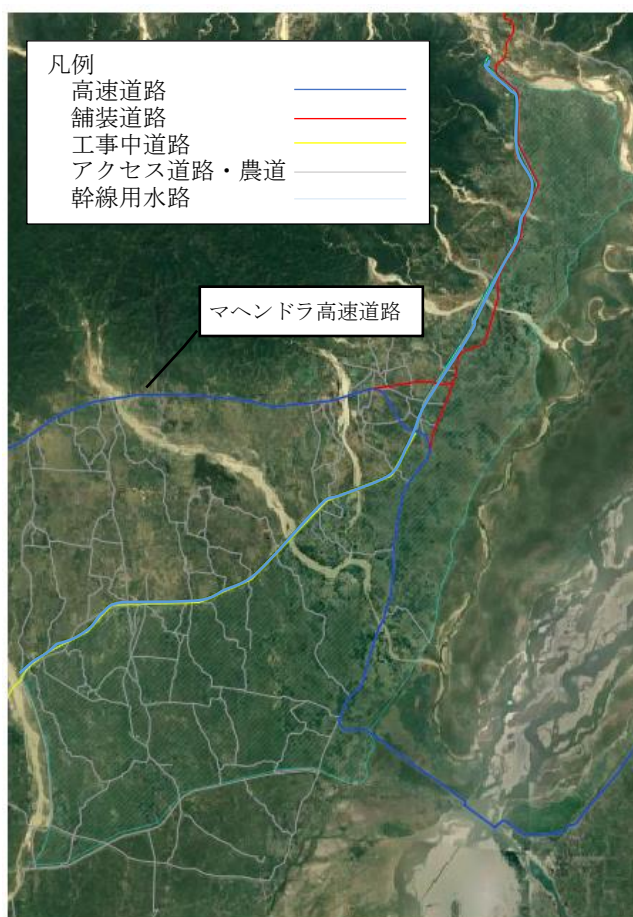 凡例
高速道路
舗装道路
工事中道路
アクセス道路・農道
幹線用水路
マヘンドラ高速道路